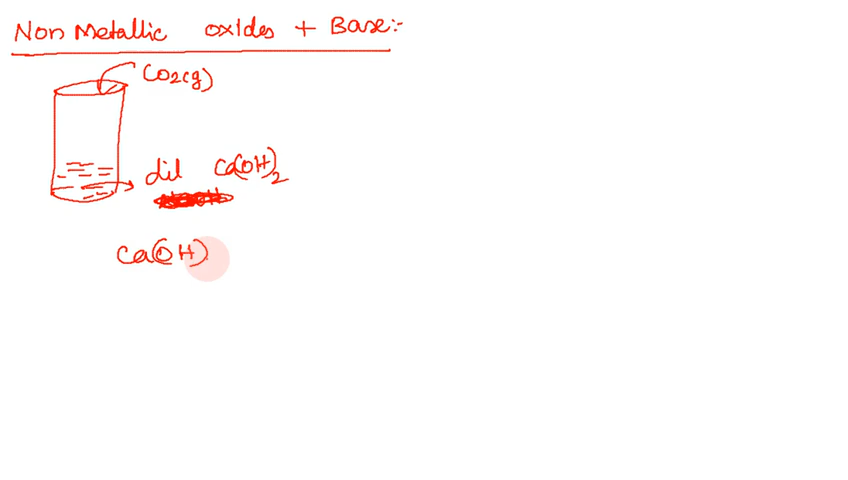 Non Metallic oxides + Base:-
CO2(g)
dil Ca(OH)2
Ca(OH)